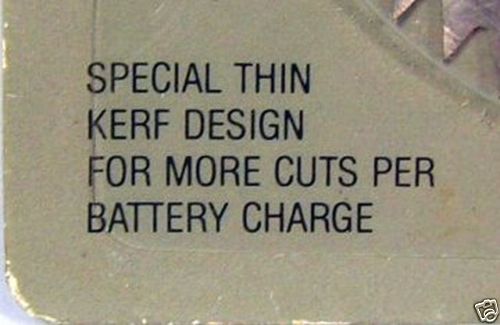 SPECIAL THIN
KERF DESIGN
FOR MORE CUTS PER
BATTERY CHARGE